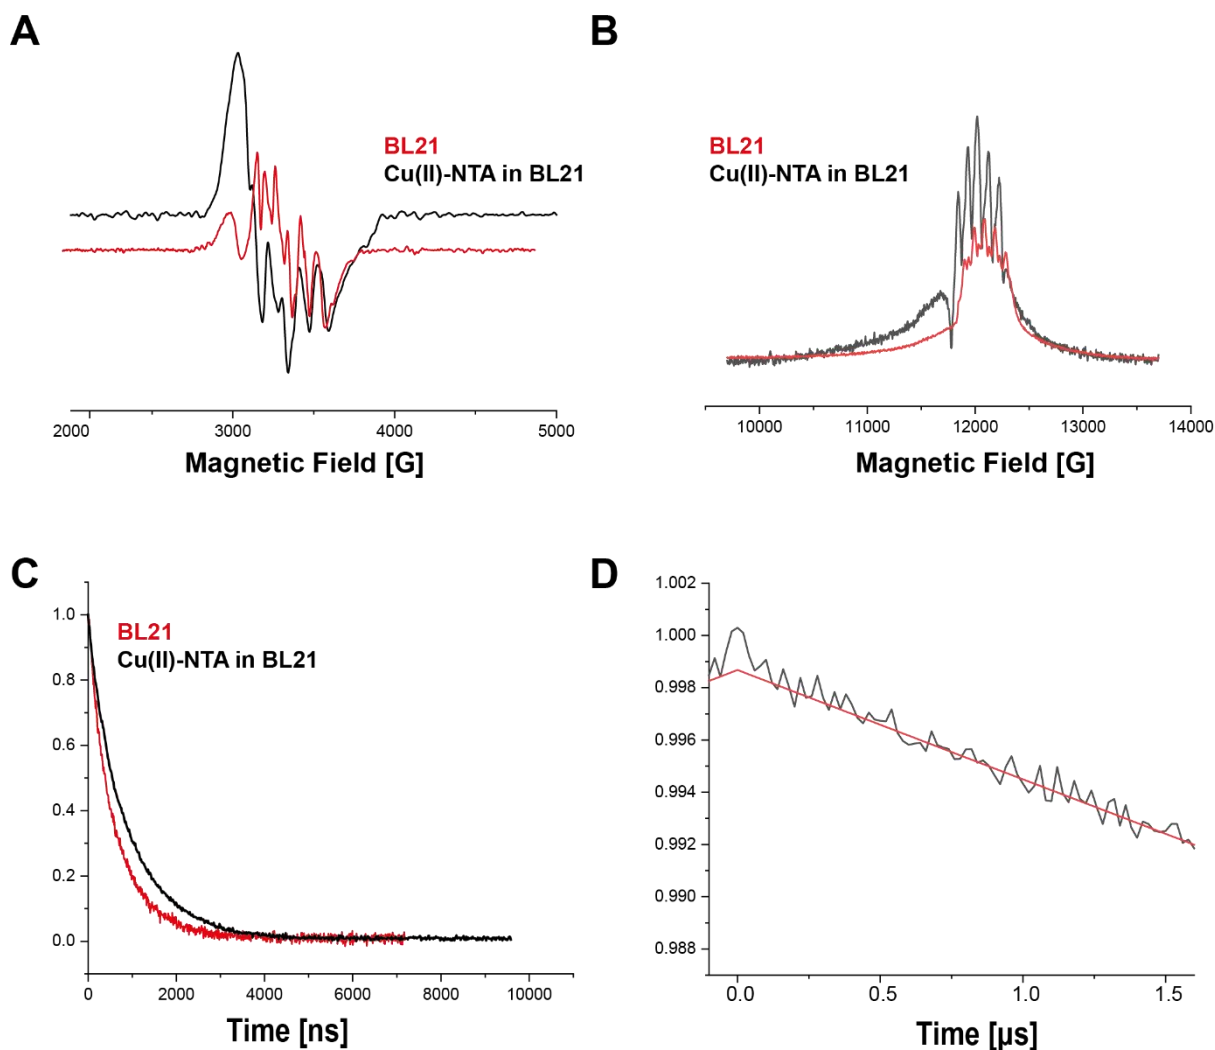 A
BL21
Cu(II)-NTA in BL21
2000 3000 4000 5000
Magnetic Field [G]
B
BL21
Cu(II)-NTA in BL21
10000 11000 12000 13000 14000
Magnetic Field [G]
C
1.0
0.8
0.6
0.4
0.2
0.0
BL21
Cu(II)-NTA in BL21
0 2000 4000 6000 8000 10000
Time [ns]
D
1.002
1.000
0.998
0.996
0.994
0.992
0.990
0.988
0.0 0.5 1.0 1.5
Time [µs]